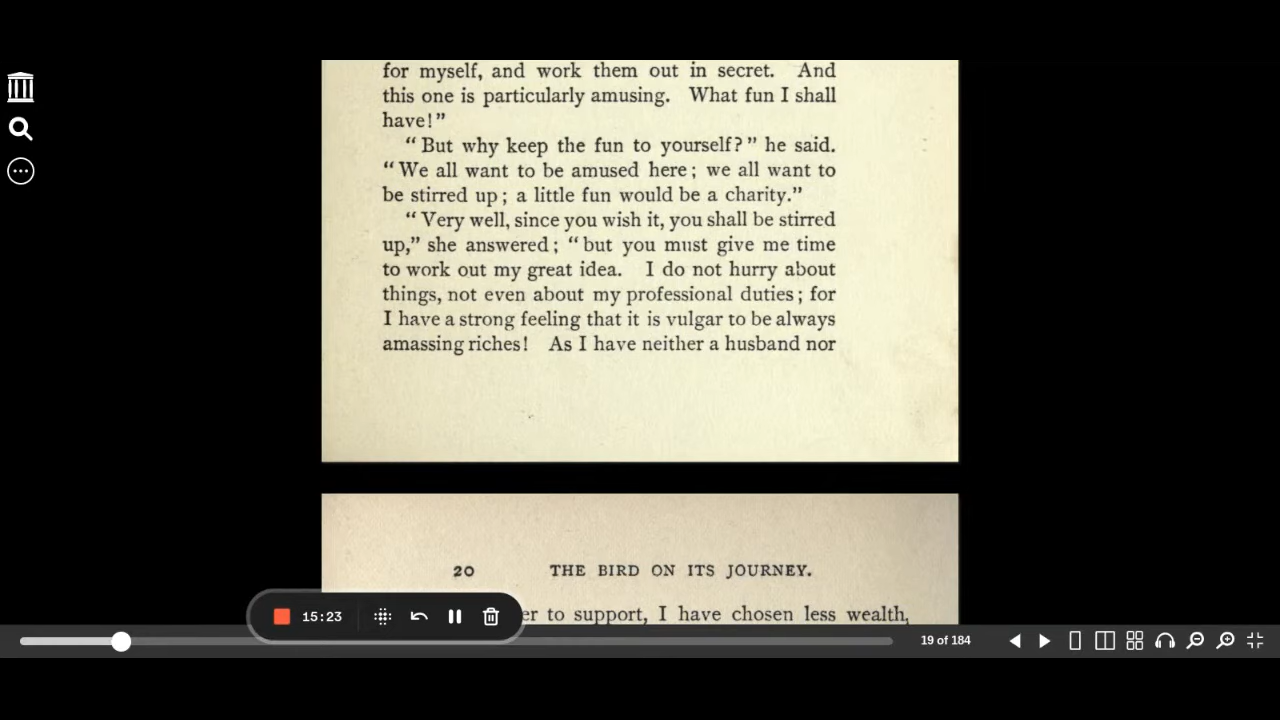 for myself, and work them out in secret. And
this one is particularly amusing. What fun I shall
have!”
“But why keep the fun to yourself?” he said.
“We all want to be amused here; we all want to
be stirred up; a little fun would be a charity.”
“Very well, since you wish it, you shall be stirred
up,” she answered; “but you must give me time
to work out my great idea. I do not hurry about
things, not even about my professional duties; for
I have a strong feeling that it is vulgar to be always
amassing riches! As I have neither a husband nor
20 THE BIRD ON ITS JOURNEY.
er to support, I have chosen less wealth,
15:23
19 of 184